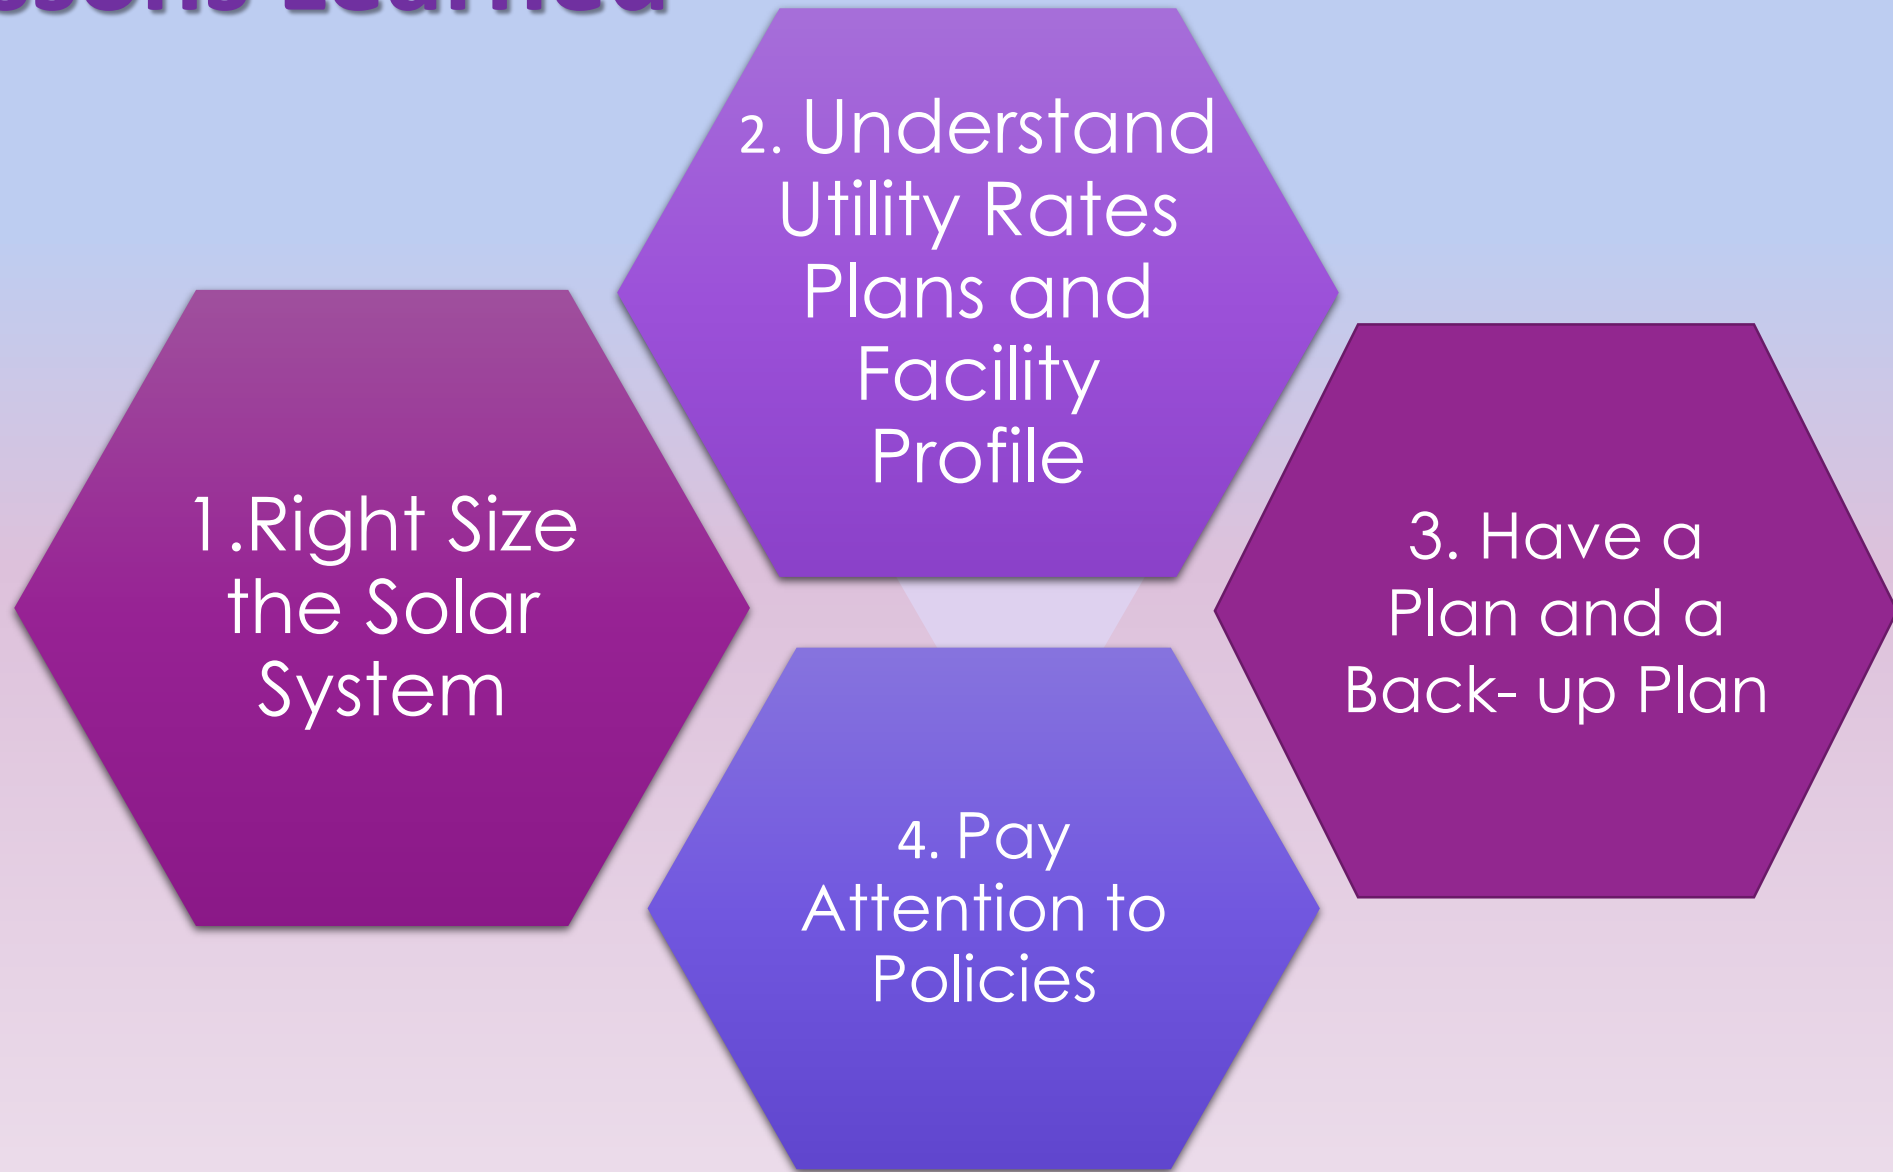 Learned
2. Understand
Utility Rates
Plans and
Facility
Profile
1.Right Size
the Solar
System
3. Have a
Plan and a
Back- up Plan
4. Pay
Attention to
Policies